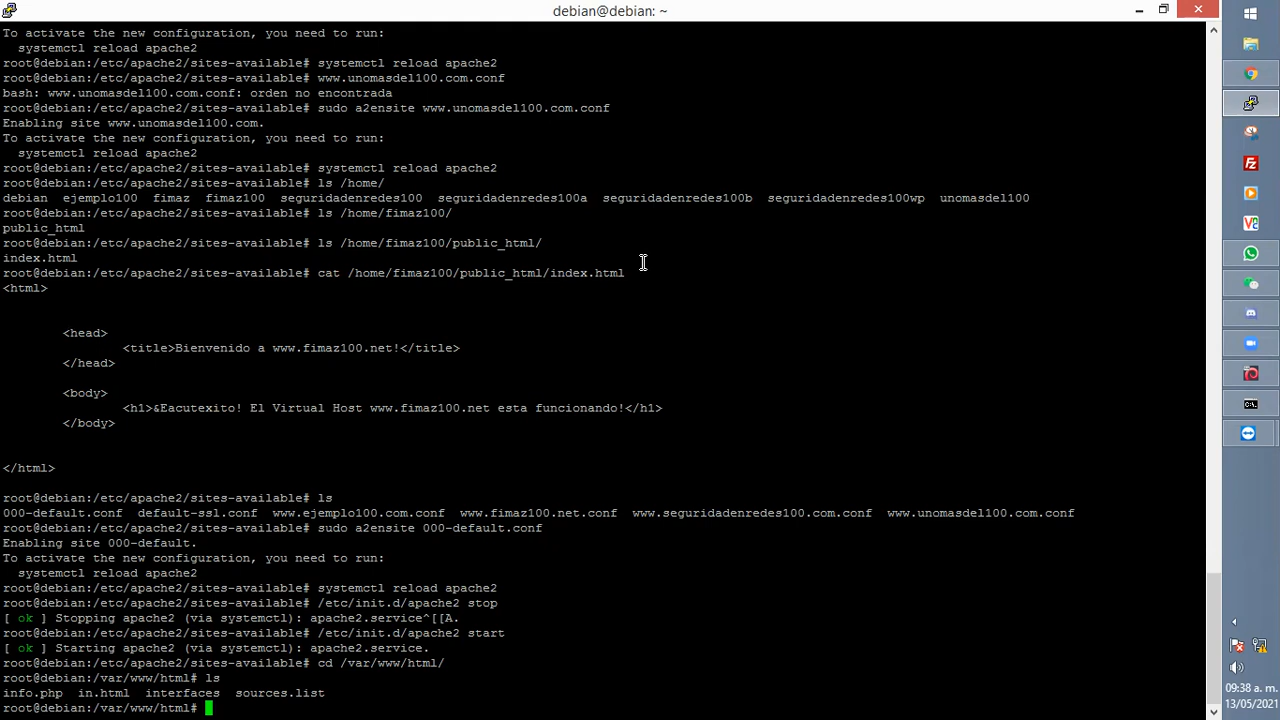 debian@debian: ~
To activate the new configuration, you need to run:
  systemctl reload apache2
root@debian:/etc/apache2/sites-available# systemctl reload apache2
root@debian:/etc/apache2/sites-available# www.unomasdel100.com.conf
bash: www.unomasdel100.com.conf: orden no encontrada
root@debian:/etc/apache2/sites-available# sudo a2ensite www.unomasdel100.com.conf
Enabling site www.unomasdel100.com.
To activate the new configuration, you need to run:
  systemctl reload apache2
root@debian:/etc/apache2/sites-available# systemctl reload apache2
root@debian:/etc/apache2/sites-available# ls /home/
debian  ejemplo100  fimaz  fimaz100  seguridadenredes100  seguridadenredes100a  seguridadenredes100b  seguridadenredes100wp  unomasdel100
root@debian:/etc/apache2/sites-available# ls /home/fimaz100/
public_html
root@debian:/etc/apache2/sites-available# ls /home/fimaz100/public_html/
index.html
root@debian:/etc/apache2/sites-available# cat /home/fimaz100/public_html/index.html
<html>
<head>
<title>Bienvenido a www.fimaz100.net!</title>
</head>
<body>
<h1>&Eacutexito! El Virtual Host www.fimaz100.net esta funcionando!</h1>
</body>
</html>
root@debian:/etc/apache2/sites-available# ls
000-default.conf  default-ssl.conf  www.ejemplo100.com.conf  www.fimaz100.net.conf  www.seguridadenredes100.com.conf  www.unomasdel100.com.conf
root@debian:/etc/apache2/sites-available# sudo a2ensite 000-default.conf
Enabling site 000-default.
To activate the new configuration, you need to run:
  systemctl reload apache2
root@debian:/etc/apache2/sites-available# systemctl reload apache2
root@debian:/etc/apache2/sites-available# /etc/init.d/apache2 stop
[ ok ] Stopping apache2 (via systemctl): apache2.service^[[A.
root@debian:/etc/apache2/sites-available# /etc/init.d/apache2 start
[ ok ] Starting apache2 (via systemctl): apache2.service.
root@debian:/etc/apache2/sites-available# cd /var/www/html/
root@debian:/var/www/html# ls
info.php  in.html  interfaces  sources.list
root@debian:/var/www/html#
Fz
C:\.
09:38 a. m.
13/05/2021